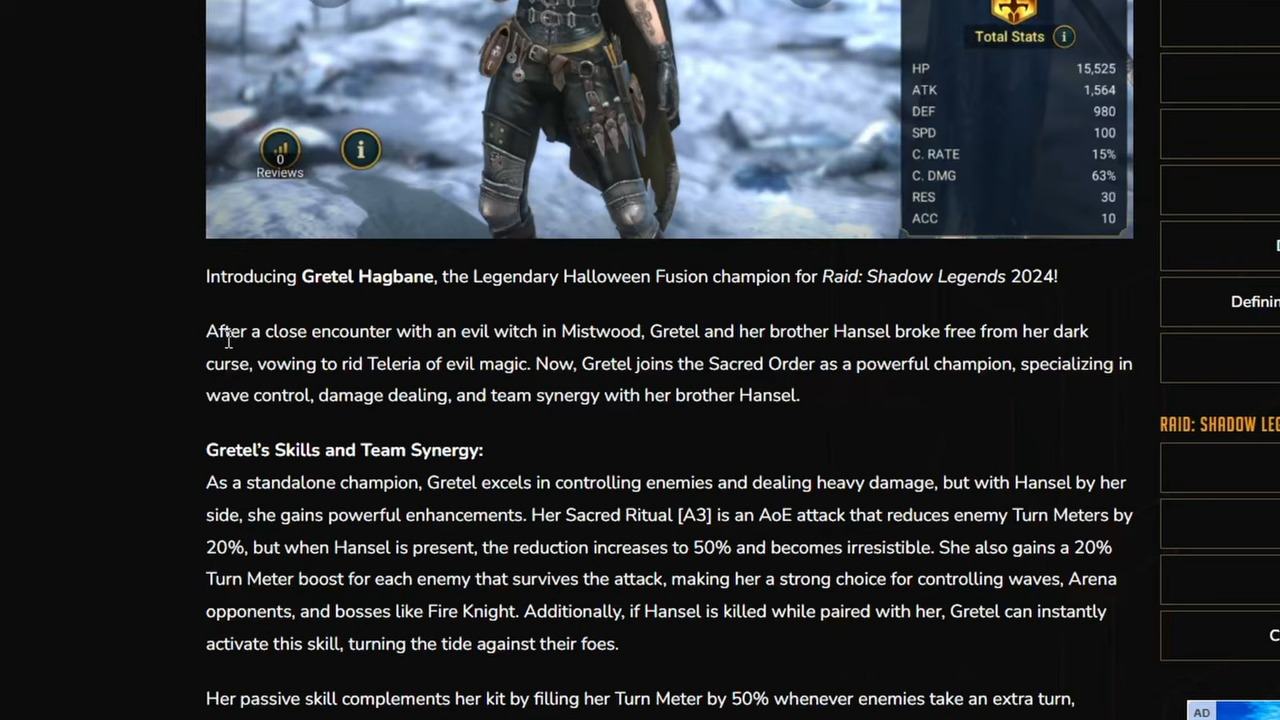 Total Stats i
HP 15,525
ATK 1,564
DEF 980
SPD 100
C. RATE 15%
C. DMG 63%
RES 30
ACC 10
0
i
Reviews
Introducing Gretel Hagbane, the Legendary Halloween Fusion champion for Raid: Shadow Legends 2024!
After a close encounter with an evil witch in Mistwood, Gretel and her brother Hansel broke free from her dark
curse, vowing to rid Teleria of evil magic. Now, Gretel joins the Sacred Order as a powerful champion, specializing in
wave control, damage dealing, and team synergy with her brother Hansel.
Gretel’s Skills and Team Synergy:
As a standalone champion, Gretel excels in controlling enemies and dealing heavy damage, but with Hansel by her
side, she gains powerful enhancements. Her Sacred Ritual [A3] is an AoE attack that reduces enemy Turn Meters by
20%, but when Hansel is present, the reduction increases to 50% and becomes irresistible. She also gains a 20%
Turn Meter boost for each enemy that survives the attack, making her a strong choice for controlling waves, Arena
opponents, and bosses like Fire Knight. Additionally, if Hansel is killed while paired with her, Gretel can instantly
activate this skill, turning the tide against their foes.
Her passive skill complements her kit by filling her Turn Meter by 50% whenever enemies take an extra turn,
Definin
RAID: SHADOW LEG
C
AD